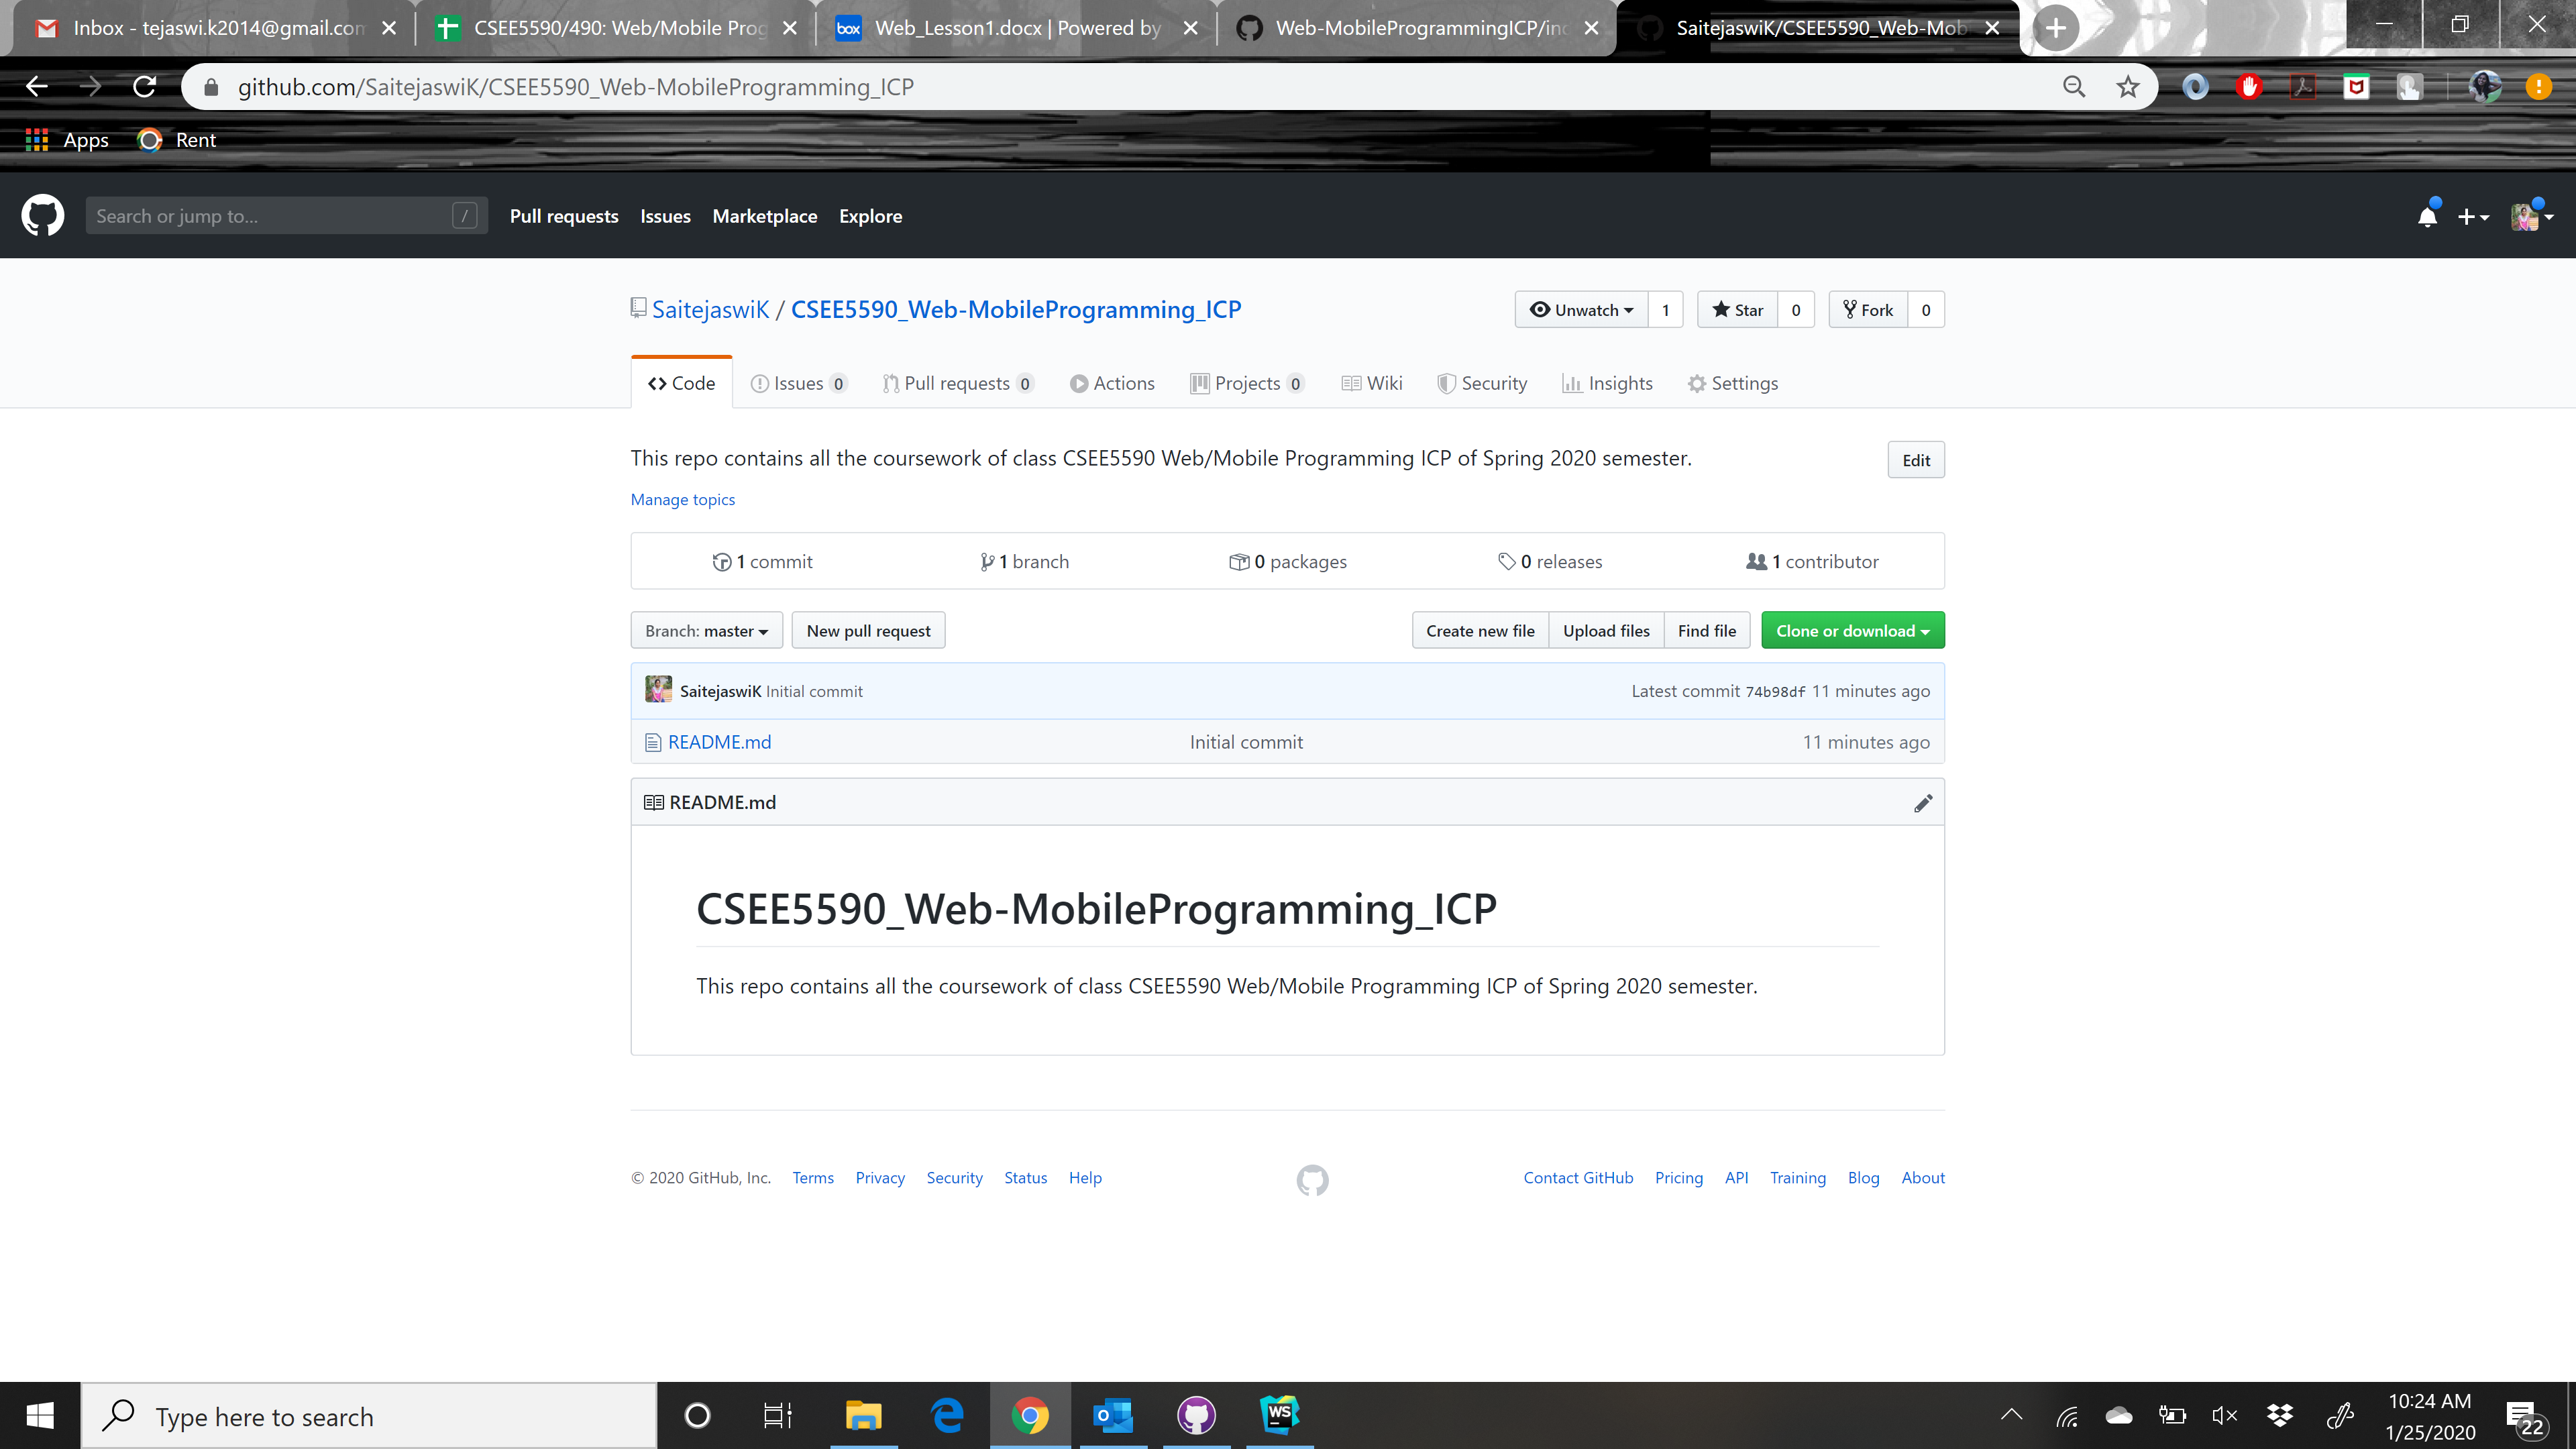 Inbox - tejaswi.k2014@gmail.com
CSEE5590/490: Web/Mobile Prog
Web_Lesson1.docx | Powered by
Web-MobileProgrammingICP/inc
SaitejaswiK/CSEE5590_Web-Mob
github.com/SaitejaswiK/CSEE5590_Web-MobileProgramming_ICP
Apps Rent
Search or jump to... / Pull requests Issues Marketplace Explore
SaitejaswiK / CSEE5590_Web-MobileProgramming_ICP
Unwatch 1 Star 0 Fork 0
Code Issues 0 Pull requests 0 Actions Projects 0 Wiki Security Insights Settings
This repo contains all the coursework of class CSEE5590 Web/Mobile Programming ICP of Spring 2020 semester.
Edit
Manage topics
1 commit 1 branch 0 packages 0 releases 1 contributor
Branch: master New pull request Create new file Upload files Find file Clone or download
SaitejaswiK Initial commit Latest commit 74b98df 11 minutes ago
README.md Initial commit 11 minutes ago
README.md
CSEE5590_Web-MobileProgramming_ICP
This repo contains all the coursework of class CSEE5590 Web/Mobile Programming ICP of Spring 2020 semester.
© 2020 GitHub, Inc. Terms Privacy Security Status Help Contact GitHub Pricing API Training Blog About
Type here to search
WS
10:24 AM
1/25/2020
22